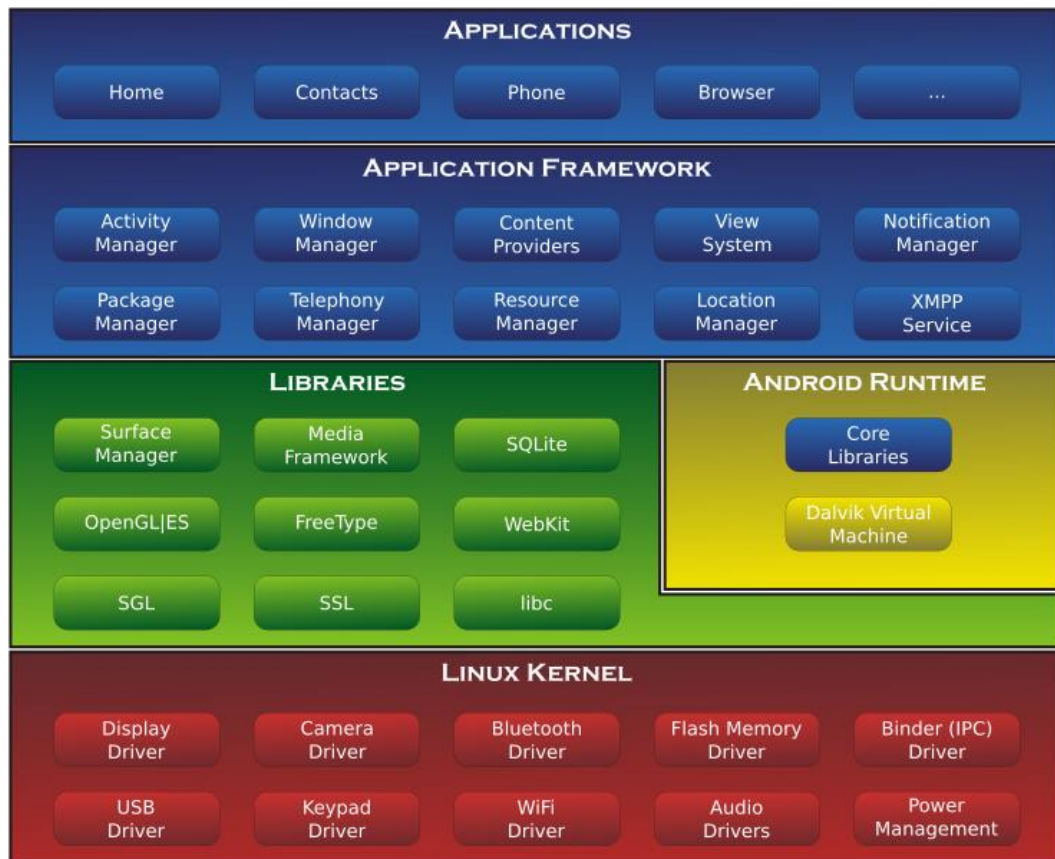 APPLICATIONS
Home
Contacts
Phone
Browser
...
APPLICATION FRAMEWORK
Activity
Manager
Window
Manager
Content
Providers
View
System
Notification
Manager
Package
Manager
Telephony
Manager
Resource
Manager
Location
Manager
XMPP
Service
LIBRARIES
Surface
Manager
Media
Framework
SQLite
OpenGL|ES
FreeType
WebKit
SGL
SSL
libc
ANDROID RUNTIME
Core
Libraries
Dalvik Virtual
Machine
LINUX KERNEL
Display
Driver
Camera
Driver
Bluetooth
Driver
Flash Memory
Driver
Binder (IPC)
Driver
USB
Driver
Keypad
Driver
WiFi
Driver
Audio
Drivers
Power
Management